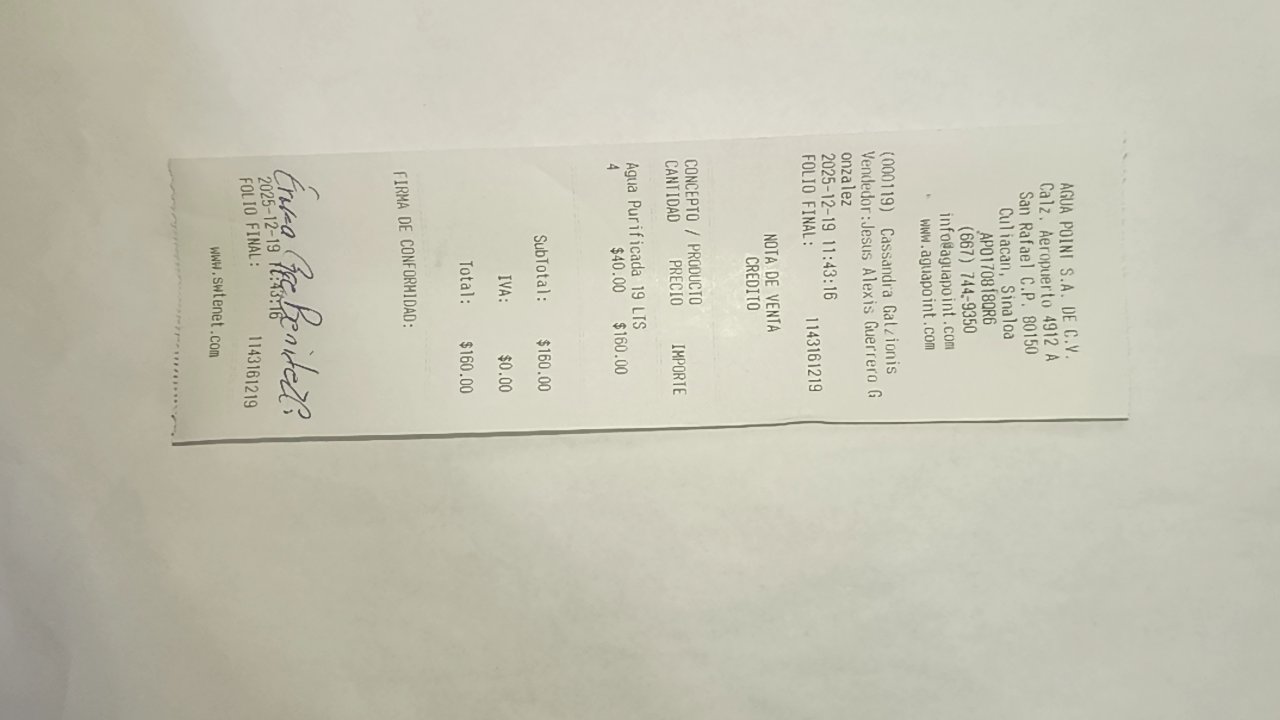 AGUA POINT S.A. DE C.V.
Calz. Aeropuerto 4912 A
San Rafael C.P. 80150
Culiacan, Sinaloa
APO170818QR6
(667) 744-9350
info@aguapoint.com
www.aguapoint.com
(000119) Cassandra Galzionis
Vendedor:Jesus Alexis Guerrero G
onzalez
2025-12-19 11:43:16
FOLIO FINAL: 1143161219
NOTA DE VENTA
CREDITO
CONCEPTO / PRODUCTO
CANTIDAD PRECIO IMPORTE
Agua Purificada 19 LTS
4 $40.00 $160.00
SubTotal: $160.00
IVA: $0.00
Total: $160.00
FIRMA DE CONFORMIDAD:
2025-12-19 11:43:16
FOLIO FINAL: 1143161219
www.swtenet.com